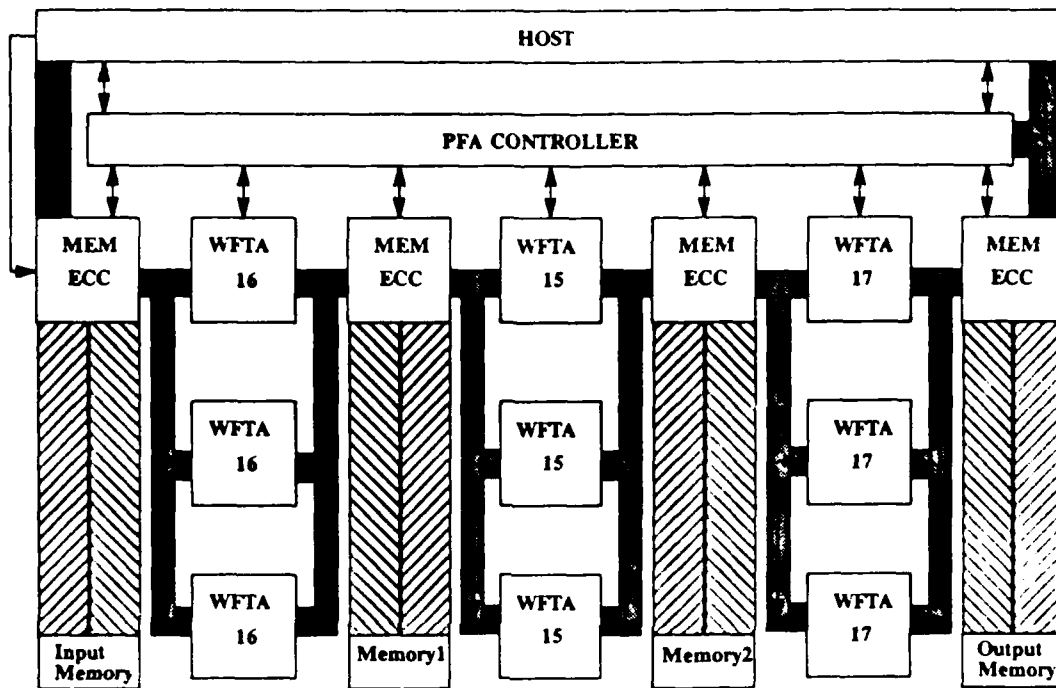 HOST
PFA CONTROLLER
MEM
ECC
WFTA
16
MEM
ECC
WFTA
15
MEM
ECC
WFTA
17
MEM
ECC
WFTA
16
WFTA
15
WFTA
17
WFTA
16
WFTA
15
WFTA
17
Input
Memory
Memory1
Memory2
Output
Memory